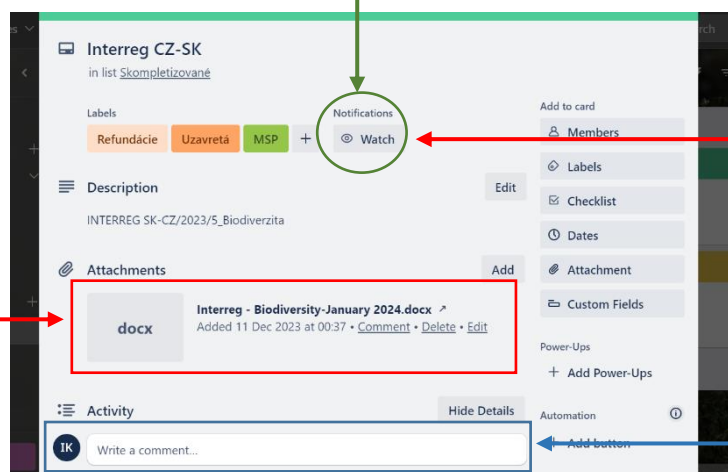 Interreg CZ-SK
in list Skompletizované
Labels
Refundácie Uzavretá MSP +
Notifications
Watch
Description
Edit
INTERREG SK-CZ/2023/5_Biodiverzita
Attachments
Add
docx
Interreg - Biodiversity-January 2024.docx ↗
Added 11 Dec 2023 at 00:37 • Comment • Delete • Edit
Activity
Hide Details
IK
Write a comment...
Add to card
Members
Labels
Checklist
Dates
Attachment
Custom Fields
Power-Ups
+ Add Power-Ups
Automation
Add button